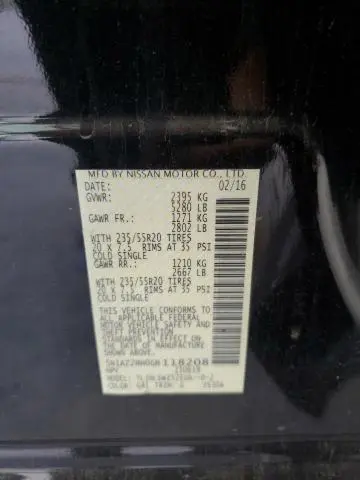 MFD BY NISSAN MOTOR CO., LTD.
DATE: 02/16
GVWR: 2395 KG
5280 LB
GAWR FR: 1271 KG
2802 LB
WITH 235/55R20 TIRES
20 X 7.5 RIMS AT 35 PSI
COLD SINGLE
GAWR RR: 1210 KG
2667 LB
WITH 235/55R20 TIRES
20 X 7.5 RIMS AT 35 PSI
COLD SINGLE
THIS VEHICLE CONFORMS TO
ALL APPLICABLE FEDERAL
MOTOR VEHICLE SAFETY AND
THEFT PREVENTION
STANDARDS IN EFFECT ON
THE DATE OF MANUFACTURE
SHOWN ABOVE.
118208
MPV
MODEL:
COLOR: TRIM: G